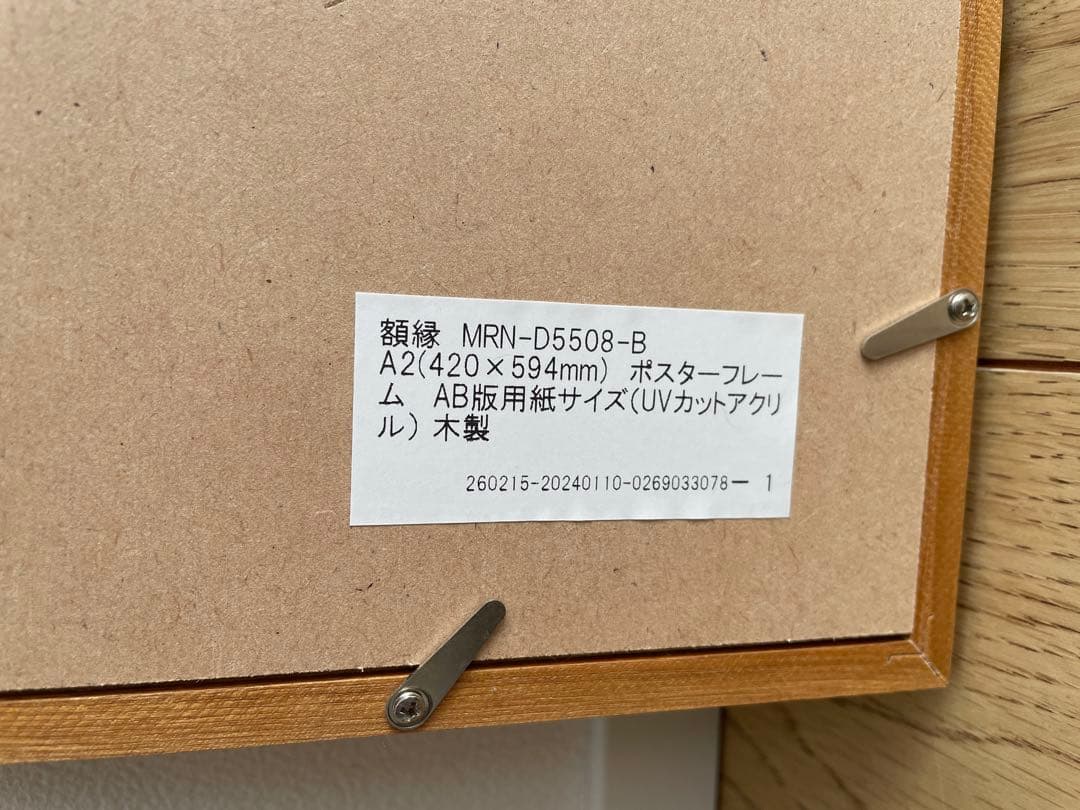 額縁 MRN-D5508-B
A2(420×594mm) ポスターフレー
ム AB版用紙サイズ(UVカットアクリ
ル) 木製
260215-20240110-0269033078ー 1